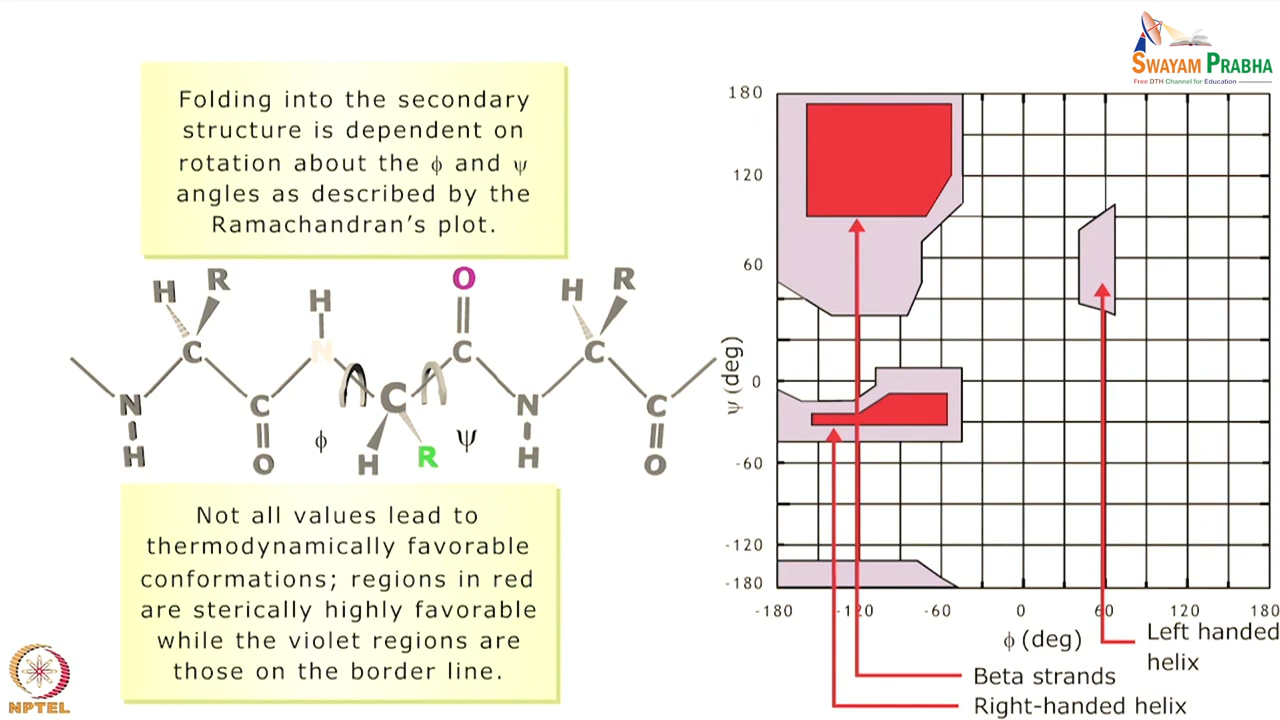 SWAYAM PRABHA
Free DTH Channel for Education
Folding into the secondary
structure is dependent on
rotation about the ϕ and ψ
angles as described by the
Ramachandran's plot.
H R
H
O
H R
C
N
C
C
N
C
C
N
C
H
O
ϕ
H
R
ψ
H
O
Not all values lead to
thermodynamically favorable
conformations; regions in red
are sterically highly favorable
while the violet regions are
those on the border line.
NPTEL
180
120
60
0
-60
-120
-180
ψ (deg)
-180 -120 -60 0 60 120 180
ϕ (deg)
Left handed
helix
Beta strands
Right-handed helix